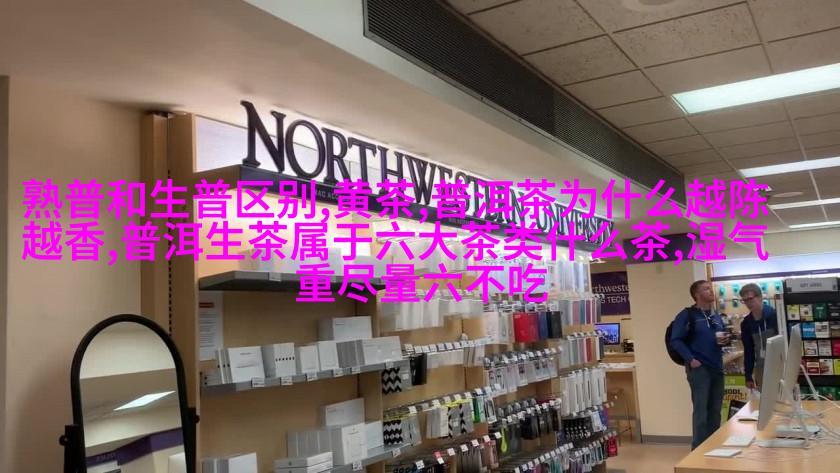 NORTHWESTERN UNIVERSITY
熟普和生普区别,黄茶,普洱茶为什么越陈
越香,普洱生茶属于六大茶类什么茶,湿气
重尽量六不吃
Northwestern
TECH